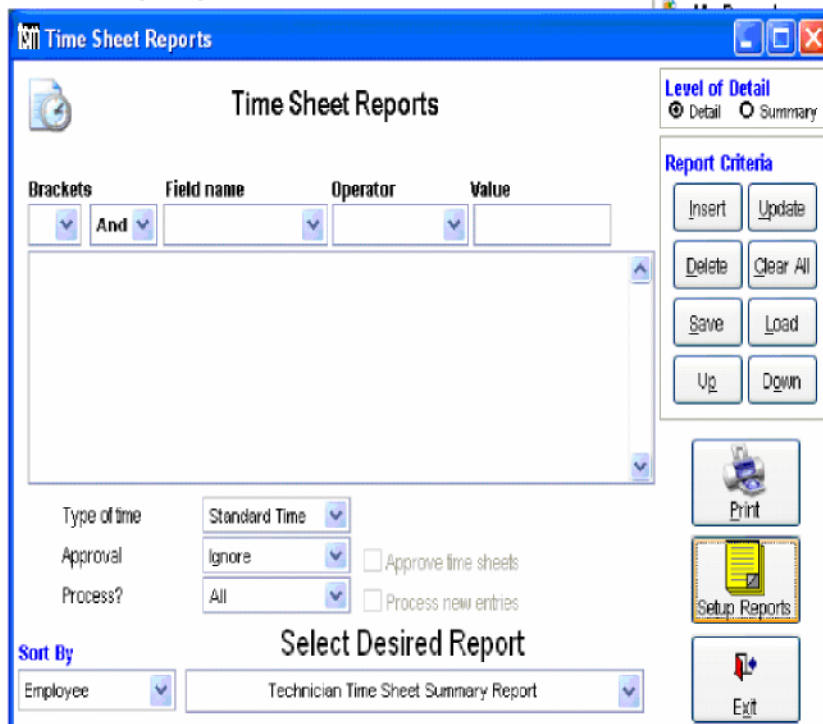 tsm Time Sheet Reports
Time Sheet Reports
Level of Detail
Detail Summary
Report Criteria
Brackets Field name Operator Value
And
Insert Update
Delete Clear All
Save Load
Up Down
Print
Setup Reports
Exit
Type of time Standard Time
Approval Ignore Approve time sheets
Process? All Process new entries
Select Desired Report
Sort By
Employee Technician Time Sheet Summary Report